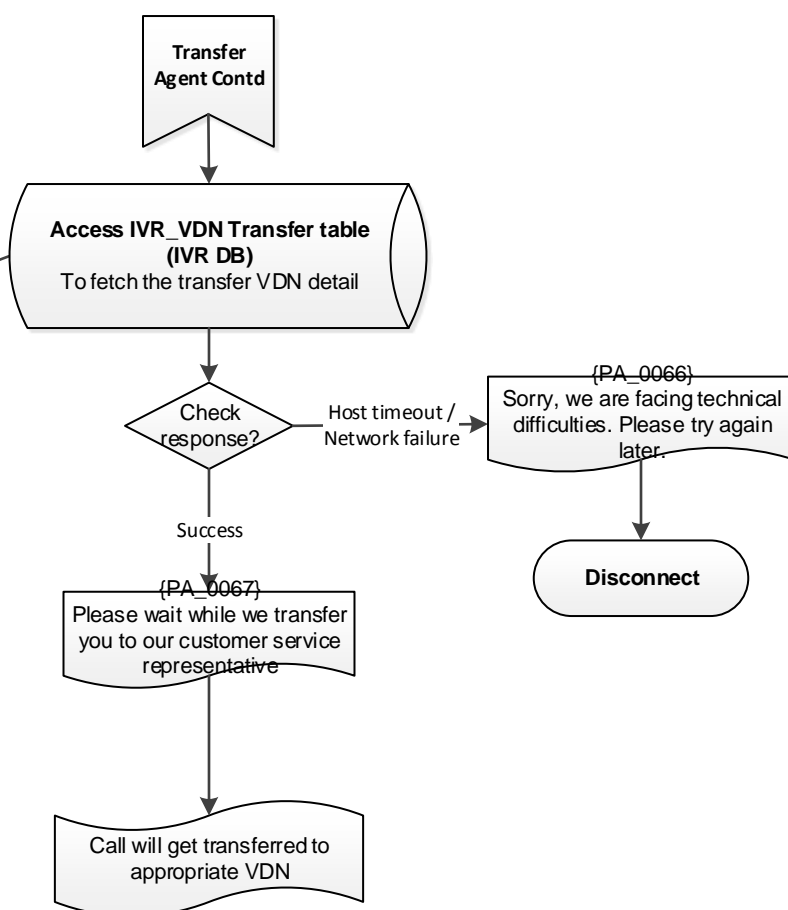 Transfer
Agent Contd
Access IVR_VDN Transfer table
(IVR DB)
To fetch the transfer VDN detail
Check
response?
Host timeout /
Network failure
{PA_0066}
Sorry, we are facing technical
difficulties. Please try again
later.
Success
Disconnect
{PA_0067}
Please wait while we transfer
you to our customer service
representative
Call will get transferred to
appropriate VDN